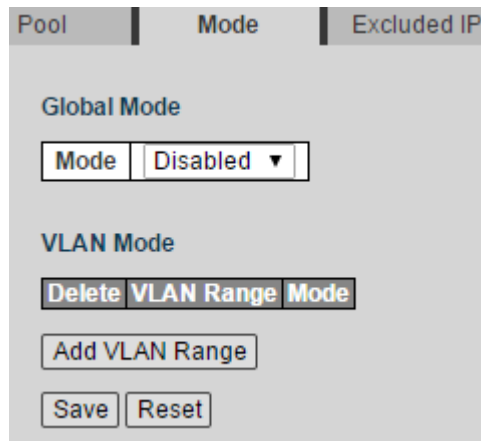 Pool Mode Excluded IP
Global Mode
Mode Disabled
VLAN Mode
Delete VLAN Range Mode
Add VLAN Range
Save Reset